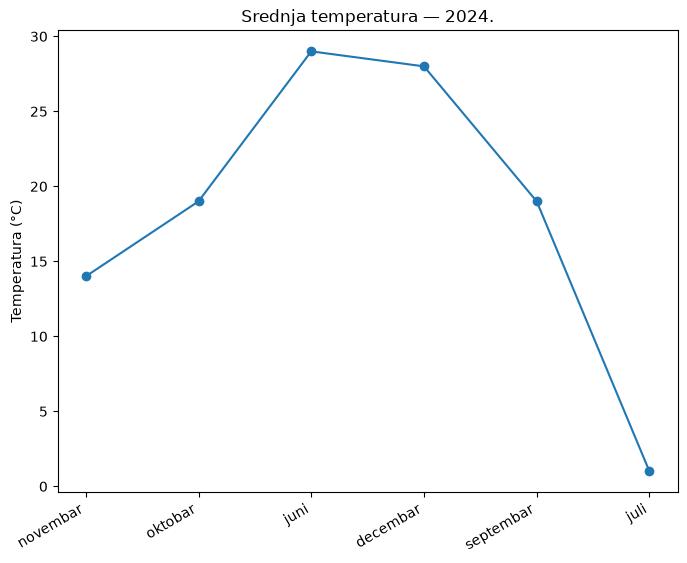 Srednja temperatura — 2024.
Temperatura (°C)
30
25
20
15
10
5
0
novembar
oktobar
juni
decembar
septembar
juli